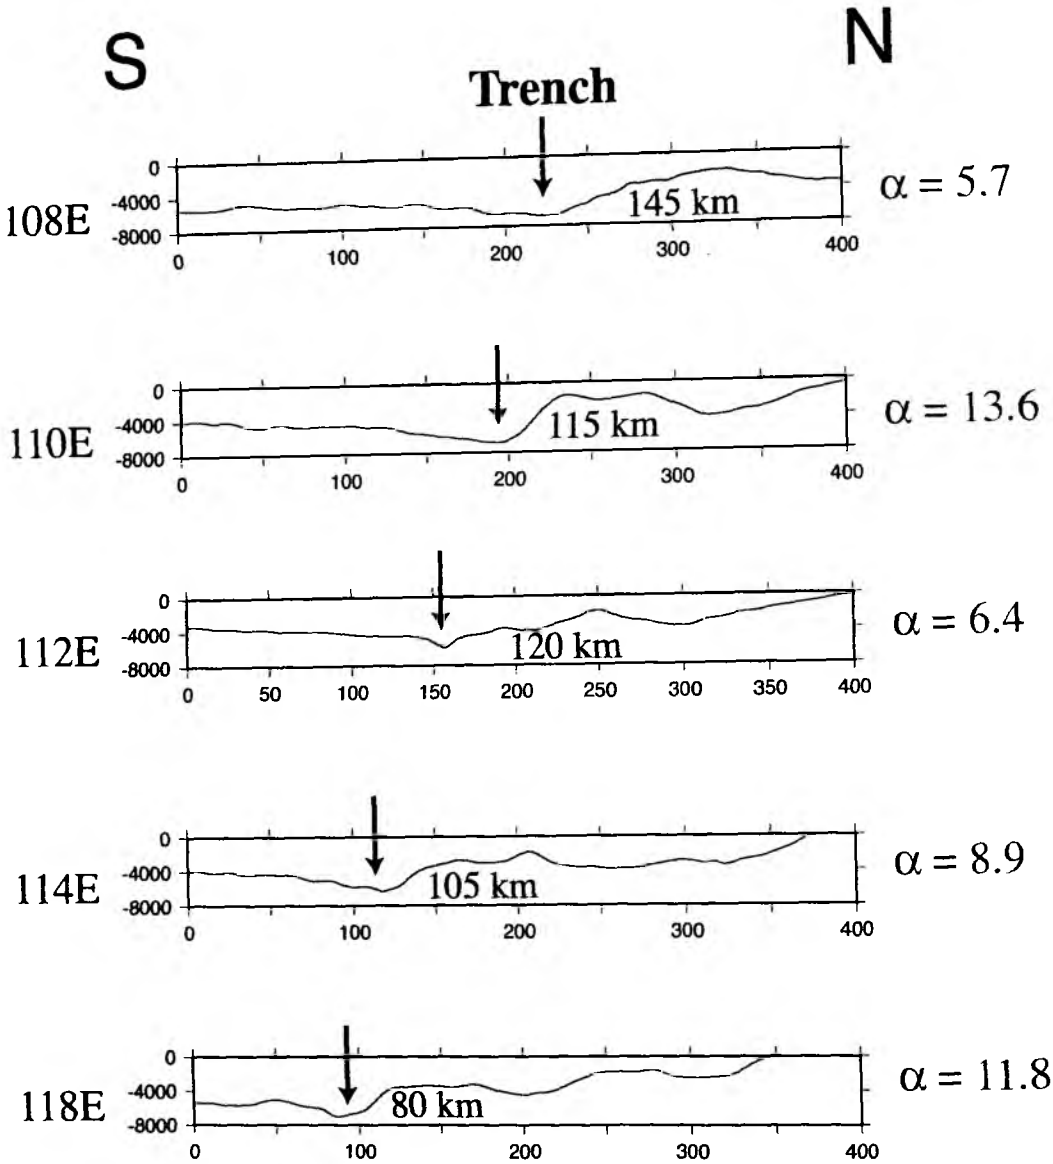 S N
Trench
0
-4000
-8000
108E
145 km
α = 5.7
0 100 200 300 400
0
-4000
-8000
110E
115 km
α = 13.6
0 100 200 300 400
0
-4000
-8000
112E
120 km
α = 6.4
0 50 100 150 200 250 300 350 400
0
-4000
-8000
114E
105 km
α = 8.9
0 100 200 300 400
0
-4000
-8000
118E
80 km
α = 11.8
0 100 200 300 400